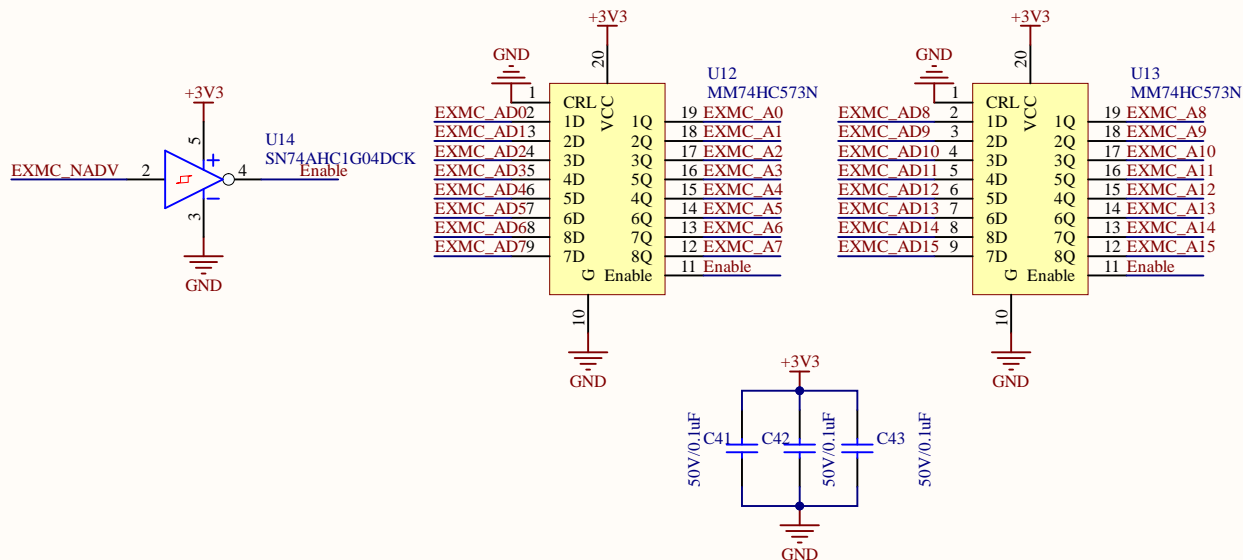 +3V3
5
U14
SN74AHC1G04DCK
EXMC_NADV
2
4
Enable
3
GND
+3V3
20
GND
U12
MM74HC573N
1
CRL
VCC
EXMC_AD0 2 1D 1Q 19 EXMC_A0
EXMC_AD1 3 2D 2Q 18 EXMC_A1
EXMC_AD2 4 3D 3Q 17 EXMC_A2
EXMC_AD3 5 4D 5Q 16 EXMC_A3
EXMC_AD4 6 5D 4Q 15 EXMC_A4
EXMC_AD5 7 6D 6Q 14 EXMC_A5
EXMC_AD6 8 8D 7Q 13 EXMC_A6
EXMC_AD7 9 7D 8Q 12 EXMC_A7
G Enable 11 Enable
10
GND
+3V3
20
GND
U13
MM74HC573N
1
CRL
VCC
EXMC_AD8 2 1D 1Q 19 EXMC_A8
EXMC_AD9 3 2D 2Q 18 EXMC_A9
EXMC_AD10 4 3D 3Q 17 EXMC_A10
EXMC_AD11 5 4D 5Q 16 EXMC_A11
EXMC_AD12 6 5D 4Q 15 EXMC_A12
EXMC_AD13 7 6D 6Q 14 EXMC_A13
EXMC_AD14 8 8D 7Q 13 EXMC_A14
EXMC_AD15 9 7D 8Q 12 EXMC_A15
G Enable 11 Enable
10
GND
+3V3
C41
50V/0.1uF
C42
50V/0.1uF
C43
50V/0.1uF
GND